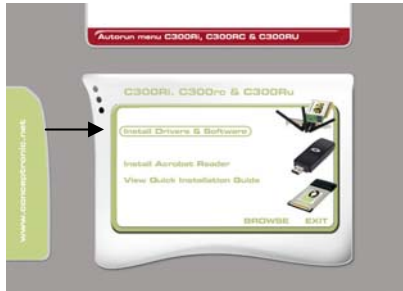 Autorun menu C300Ri, C300RC & C300RU
C300Ri, C300rc & C300Ru
Install Drivers & Software
Install Acrobat Reader
View Quick Installation Guide
BROWSE EXIT
www.conceptronic.net